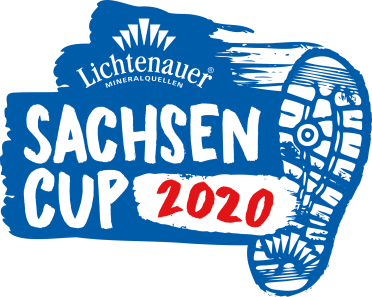 Lichtenauer®
MINERALQUELLEN
SACHSEN
CUP 2020